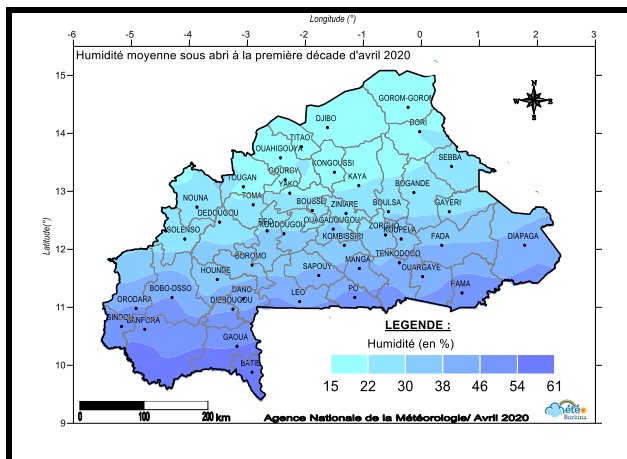 Longitude (°)
-6 -5 -4 -3 -2 -1 0 1 2 3
Humidité moyenne sous abri à la première décade d'avril 2020
15
GOROM-GOROM
N
W E
S
DJIBO
DORI
14
TITAO
OUAHIGOUYA
KONGOUSSI
SEBBA
GOURCY
TOUGAN
YAKO
KAYA
BOGANDE
13
NOUNA
TOMA
BOUSSE
ZINIARE
BOULSA
GAYERI
DEDOUGOU
REO
KOUDOUGOU
OUAGADOUGOU
ZORGHO
KOUPELA
SOLENSO
KOMBISSIRI
FADA
DIAPAGA
Latitude(°)
12
BOROMO
TENKODOGO
MANGA
OUARGAYE
HOUNDE
SAPOUY
BOBO-DSSO
DANO
LEO
PO
PAMA
ORODARA
DIEBOUGOU
11
SINDOU
BANFORA
LEGENDE :
GAOUA
Humidité (en %)
10
BATIE
15 22 30 38 46 54 61
0 100 200 km
Agence Nationale de la Météorologie/ Avril 2020
Météo
Burkina
9